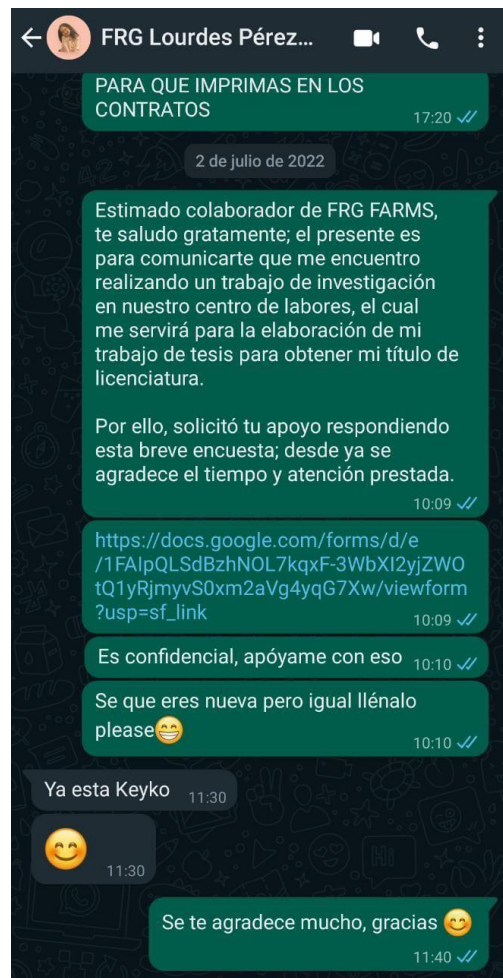 FRG Lourdes Pérez...
PARA QUE IMPRIMAS EN LOS
CONTRATOS
17:20
2 de julio de 2022
Estimado colaborador de FRG FARMS,
te saludo gratamente; el presente es
para comunicarte que me encuentro
realizando un trabajo de investigación
en nuestro centro de labores, el cual
me servirá para la elaboración de mi
trabajo de tesis para obtener mi título de
licenciatura.
Por ello, solicitó tu apoyo respondiendo
esta breve encuesta; desde ya se
agradece el tiempo y atención prestada.
10:09
https://docs.google.com/forms/d/e
/1FAIpQLSdBzhNOL7kqxF-3WbXI2yjZWO
tQ1yRjmyvS0xm2aVg4yqG7Xw/viewform
?usp=sf_link
10:09
Es confidencial, apóyame con eso 10:10
Se que eres nueva pero igual llénalo
please😁
10:10
Ya esta Keyko 11:30
😊
11:30
Se te agradece mucho, gracias 😊
11:40